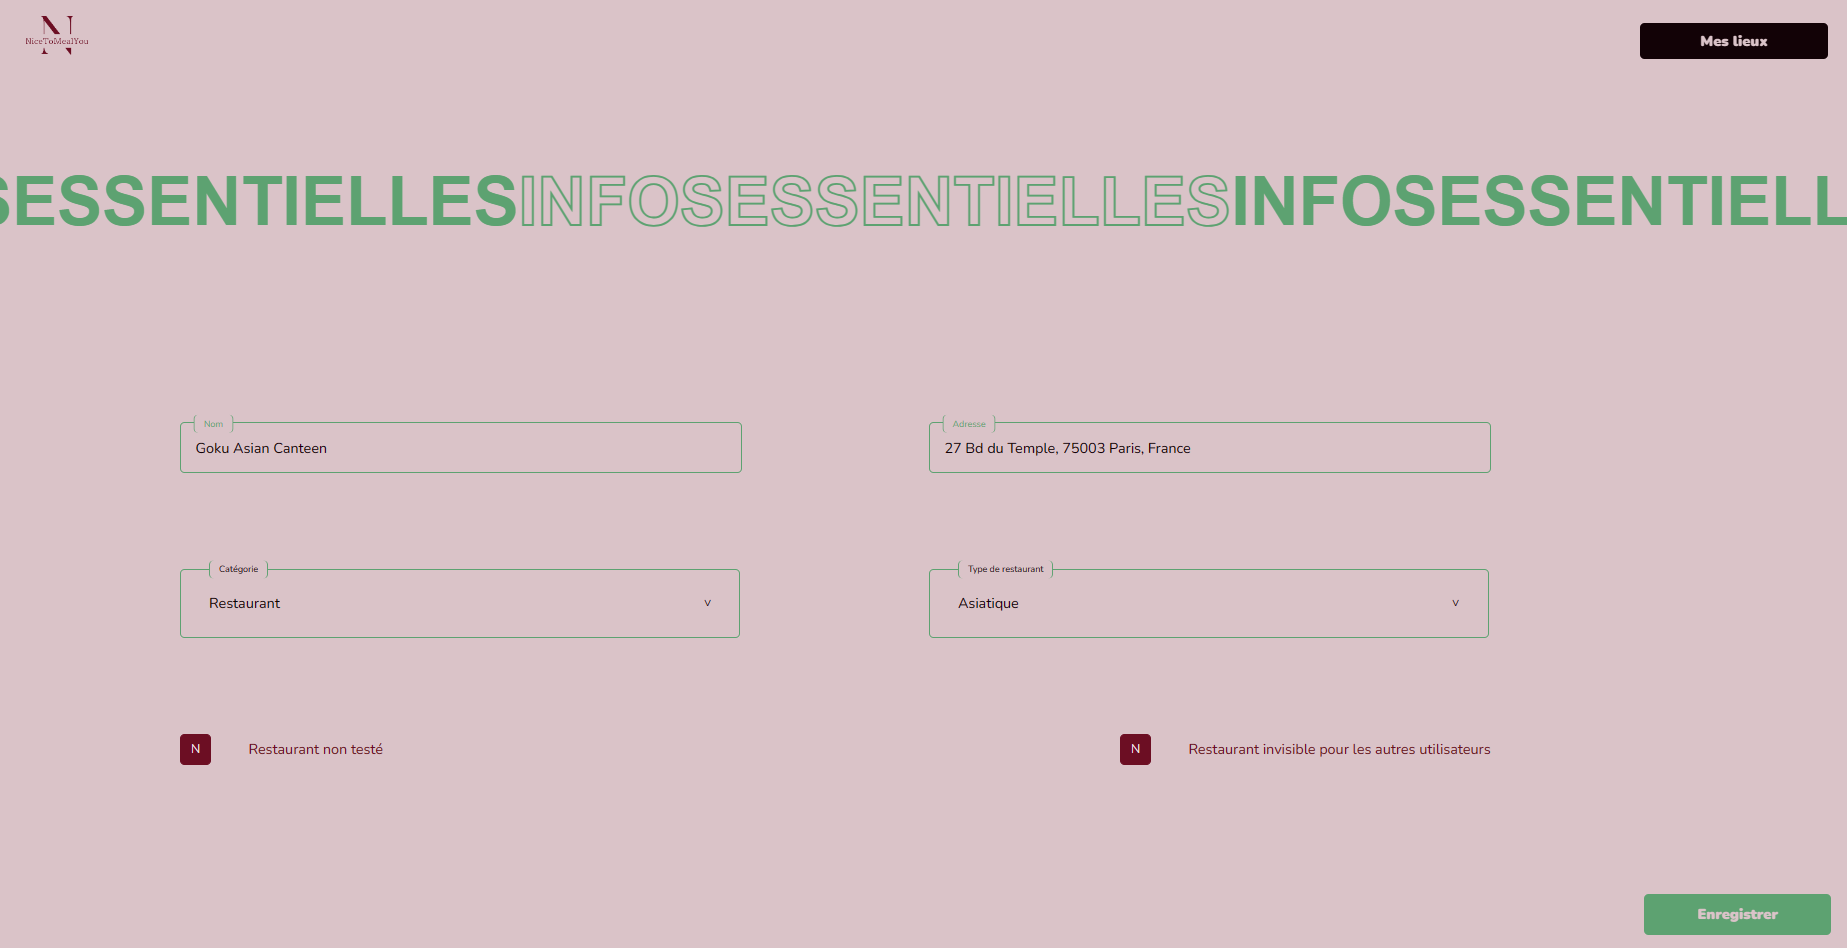 N
NiceToMealYou
Mes lieux
SESSENTIELLESINFOSESSENTIELLESINFOSESSENTIELL
Nom
Goku Asian Canteen
Adresse
27 Bd du Temple, 75003 Paris, France
Catégorie
Restaurant
Type de restaurant
Asiatique
N Restaurant non testé
N Restaurant invisible pour les autres utilisateurs
Enregistrer